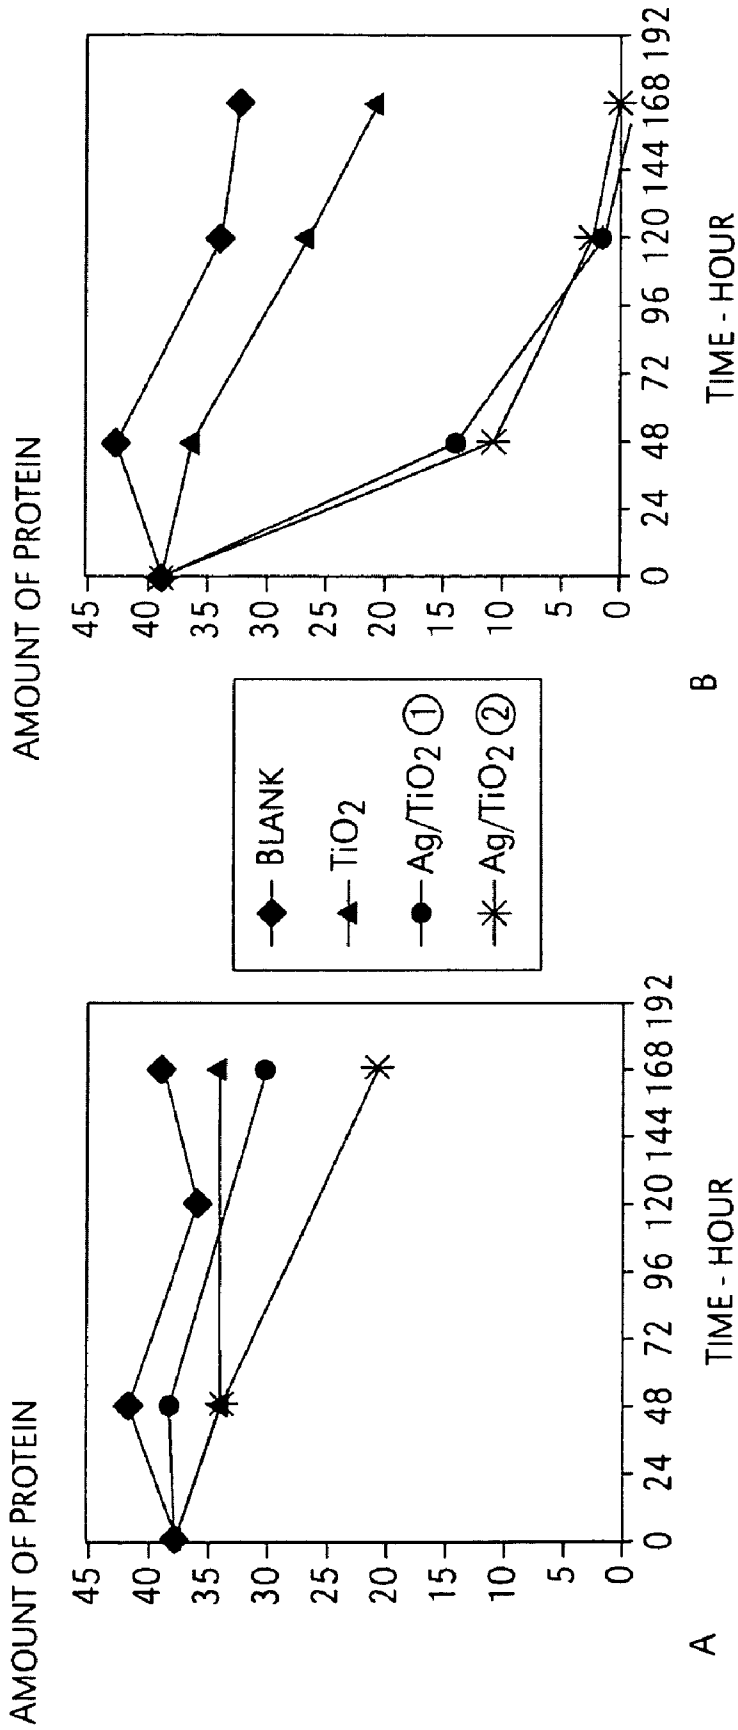 AMOUNT OF PROTEIN
45
40
35
30
25
20
15
10
5
0
0 24 48 72 96 120 144 168 192
TIME - HOUR
A
BLANK
TiO2
Ag/TiO2 ①
Ag/TiO2 ②
AMOUNT OF PROTEIN
45
40
35
30
25
20
15
10
5
0
0 24 48 72 96 120 144 168 192
TIME - HOUR
B